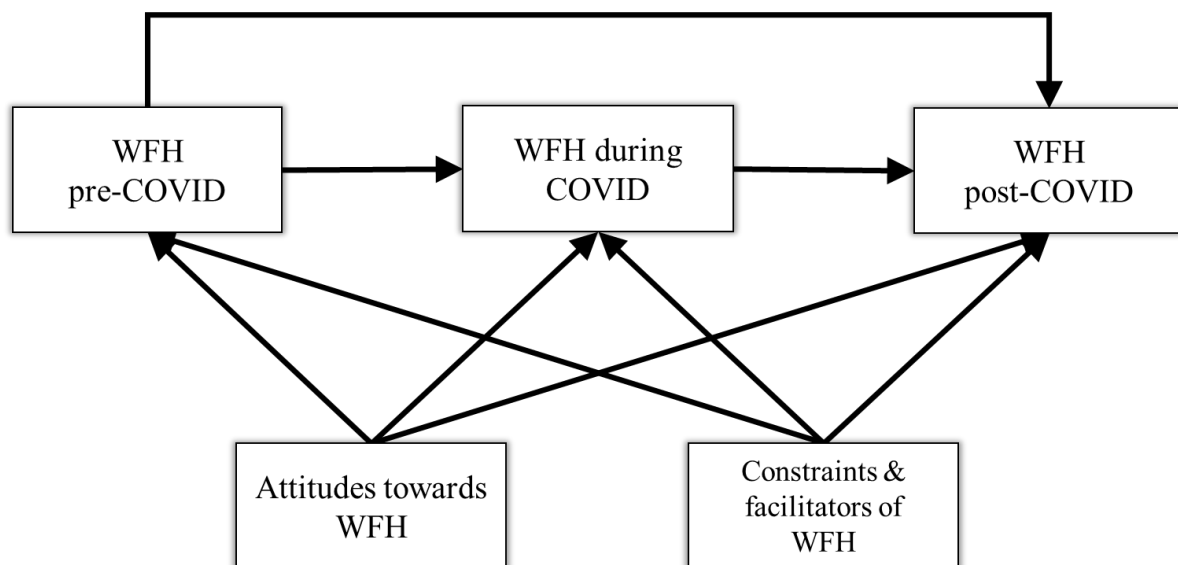 WFH
pre-COVID
WFH during
COVID
WFH
post-COVID
Attitudes towards
WFH
Constraints &
facilitators of
WFH